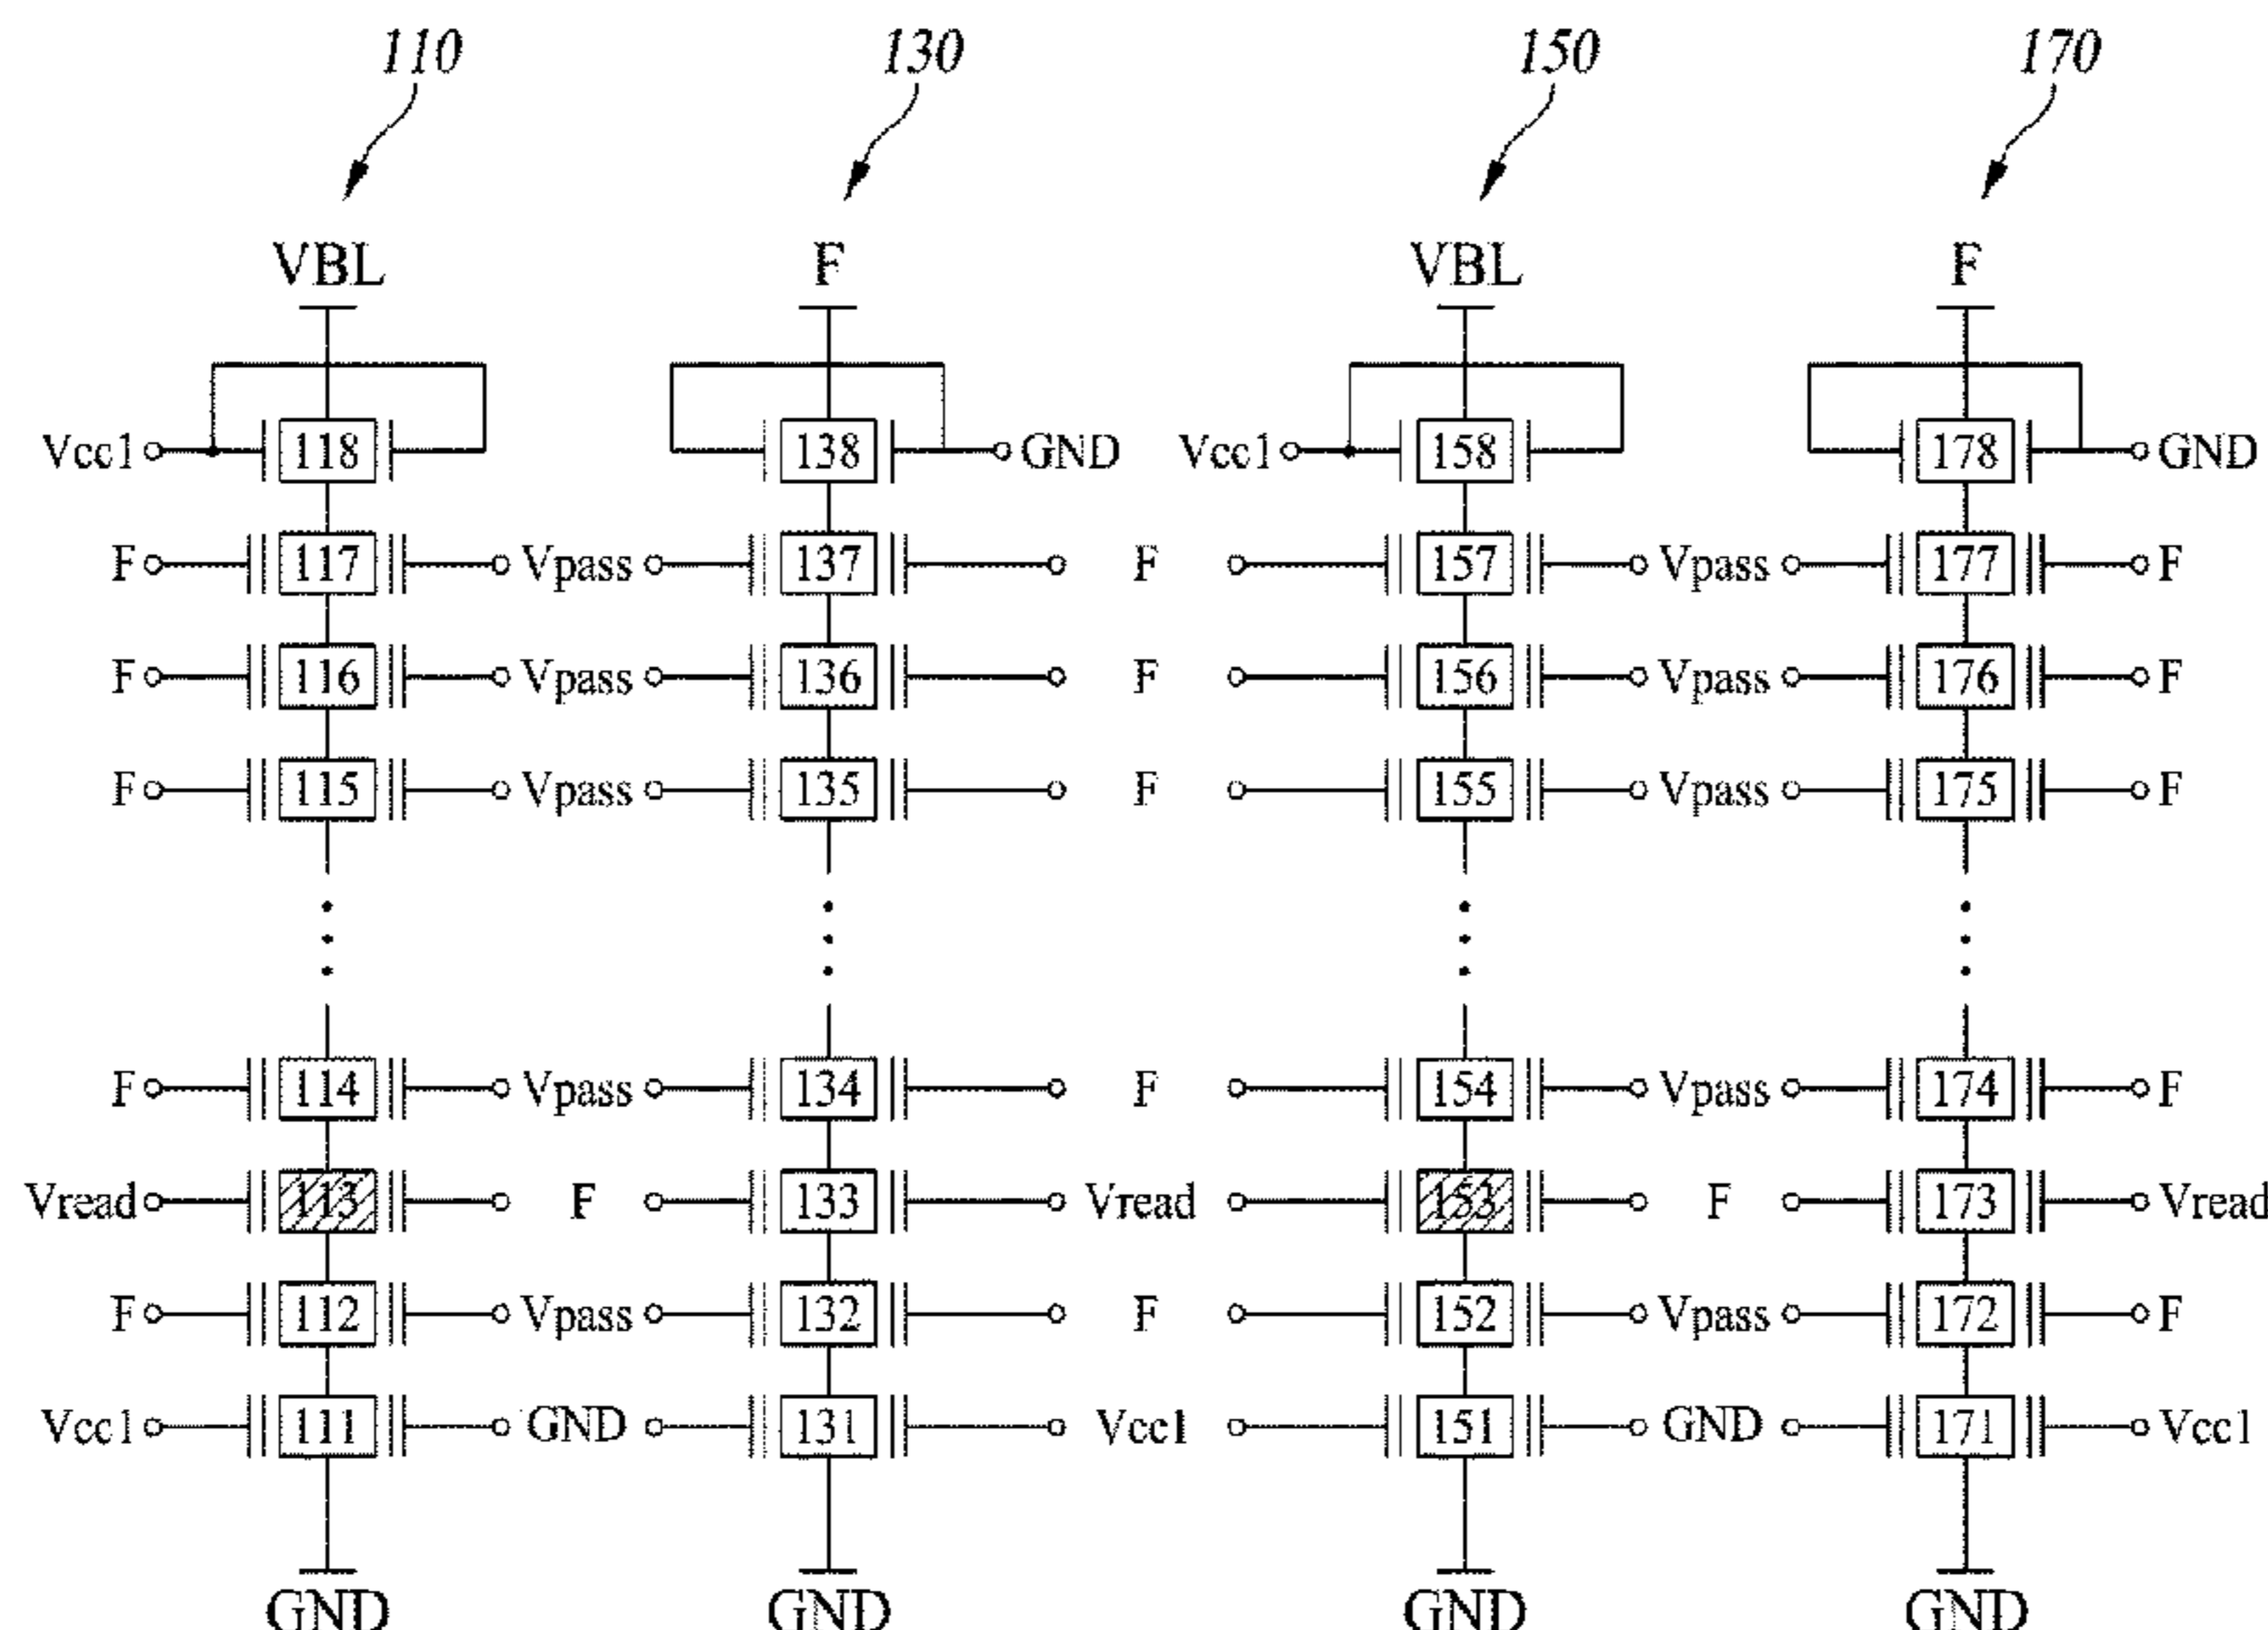 110 130 150 170
VBL F VBL F
Vcc1 118 138 GND Vcc1 158 178 GND
F 117 Vpass 137 F 157 Vpass 177 F
F 116 Vpass 136 F 156 Vpass 176 F
F 115 Vpass 135 F 155 Vpass 175 F
F 114 Vpass 134 F 154 Vpass 174 F
Vread 113 F 133 Vread 153 F 173 Vread
F 112 Vpass 132 F 152 Vpass 172 F
Vcc1 111 GND 131 Vcc1 151 GND 171 Vcc1
GND GND GND GND